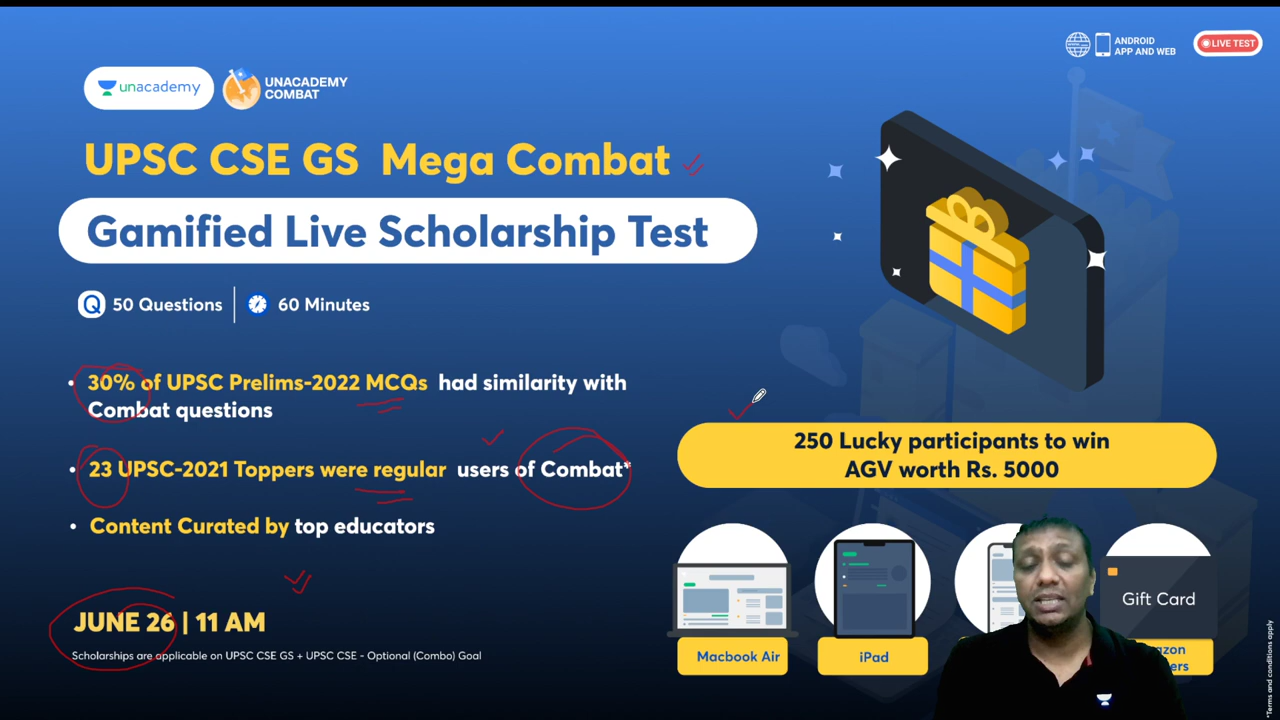 ANDROID
APP AND WEB
LIVE TEST
unacademy
UNACADEMY
COMBAT
UPSC CSE GS Mega Combat
Gamified Live Scholarship Test
Q 50 Questions
60 Minutes
• 30% of UPSC Prelims-2022 MCQs had similarity with
Combat questions
• 23 UPSC-2021 Toppers were regular users of Combat*
• Content Curated by top educators
JUNE 26 | 11 AM
Scholarships are applicable on UPSC CSE GS + UPSC CSE - Optional (Combo) Goal
250 Lucky participants to win
AGV worth Rs. 5000
Gift Card
Macbook Air
iPad
Terms and conditions apply